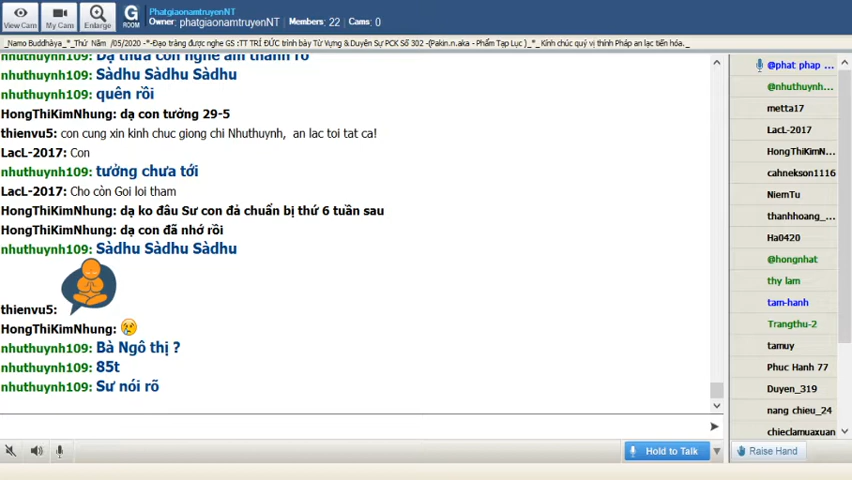 PhatgiaonamtruyenNT
Owner: phatgiaonamtruyenNT Members: 22 Cams: 0
View Cam
My Cam
Enlarge
G
ROOM
_Namo Buddhàya_*_Thứ Năm /05/2020 -*-Đạo tràng được nghe GS :TT TRÍ ĐỨC trình bày Từ Vựng & Duyên Sự PCK Số 302 -(Pakin.n.aka - Phẩm Tạp Lục )_*_ Kính chúc quý vị thính Pháp an lạc tiến hóa._
nhuthuynh109: Dạ thưa con nghe âm thanh rõ
nhuthuynh109: Sàdhu Sàdhu Sàdhu
nhuthuynh109: quên rồi
HongThiKimNhung: dạ con tưởng 29-5
thienvu5: con cung xin kinh chuc giong chi Nhuthuynh, an lac toi tat ca!
LacL-2017: Con
nhuthuynh109: tưởng chưa tới
LacL-2017: Cho còn Goi loi tham
HongThiKimNhung: dạ ko đâu Sư con đả chuẩn bị thứ 6 tuần sau
HongThiKimNhung: dạ con đã nhớ rồi
nhuthuynh109: Sàdhu Sàdhu Sàdhu
thienvu5:
HongThiKimNhung:
nhuthuynh109: Bà Ngô thị ?
nhuthuynh109: 85t
nhuthuynh109: Sư nói rõ
Hold to Talk
@phat phap ...
@nhuthuynh...
metta17
LacL-2017
HongThiKimN...
cahnekson1116
NiemTu
thanhhoang_...
Ha0420
@hongnhat
thy lam
tam-hanh
Trangthu-2
tamuy
Phuc Hanh 77
Duyen_319
nang chieu_24
chieclamuaxuan
Raise Hand